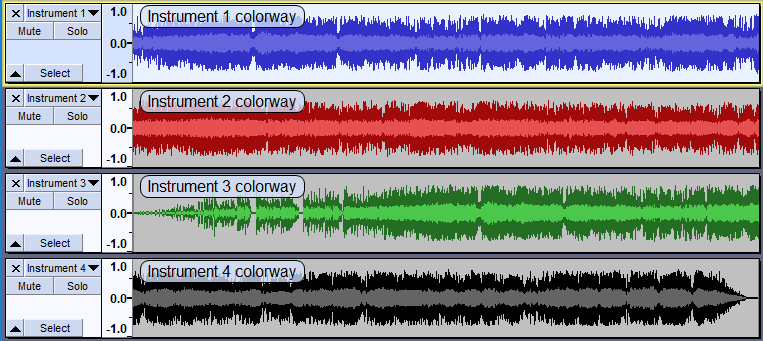 Instrument 1
Mute Solo
Select
1.0
0.0
-1.0
Instrument 1 colorway
Instrument 2
Mute Solo
Select
1.0
0.0
-1.0
Instrument 2 colorway
Instrument 3
Mute Solo
Select
1.0
0.0
-1.0
Instrument 3 colorway
Instrument 4
Mute Solo
Select
1.0
0.0
-1.0
Instrument 4 colorway